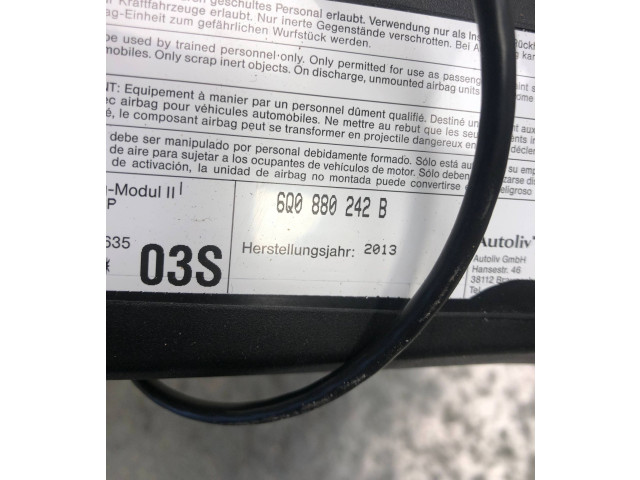 geschultes Personal erlaubt. Verwendung nur als
Kraftfahrzeuge erlaubt. Nur inerte Gegenstände verschrotten. Bei
ag-Einheit zum gefährlichen Wurfstück werden.
be used by trained personnel only. Only permitted for use as
mobiles. Only scrap inert objects. On discharge, unmounted airbag units
NT: Equipement à manier par un personnel dûment qualifié. Destiné
ec airbag pour véhicules automobiles. Ne mettre au rebut que les
é, le composant airbag peut se transformer en projectile dangereux en
debe ser manipulado por personal debidamente formado. Sólo está
de aire para sujetar a los ocupantes de vehículos de motor. Sólo deben
de activación, la unidad de airbag no montada puede convertirse
-Modul II
P
6Q0 880 242 B
635
03S
Herstellungsjahr: 2013
Autoliv
Autoliv GmbH
Hansestr. 46
38112